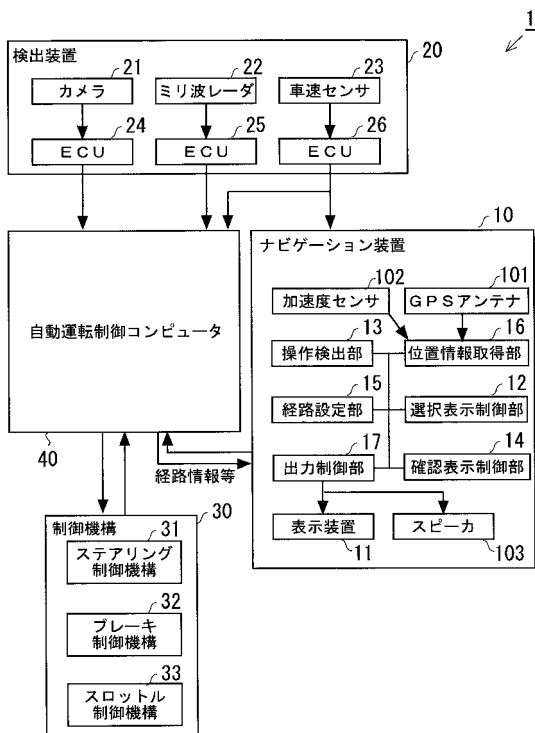 1
検出装置
20
21
22
23
カメラ
ミリ波レーダ
車速センサ
24
25
26
ＥＣＵ
ＥＣＵ
ＥＣＵ
10
ナビゲーション装置
102
101
加速度センサ
ＧＰＳアンテナ
13
16
操作検出部
位置情報取得部
15
12
経路設定部
選択表示制御部
17
14
出力制御部
確認表示制御部
表示装置
スピーカ
11
103
自動運転制御コンピュータ
40
経路情報等
30
制御機構
31
ステアリング
制御機構
32
ブレーキ
制御機構
33
スロットル
制御機構